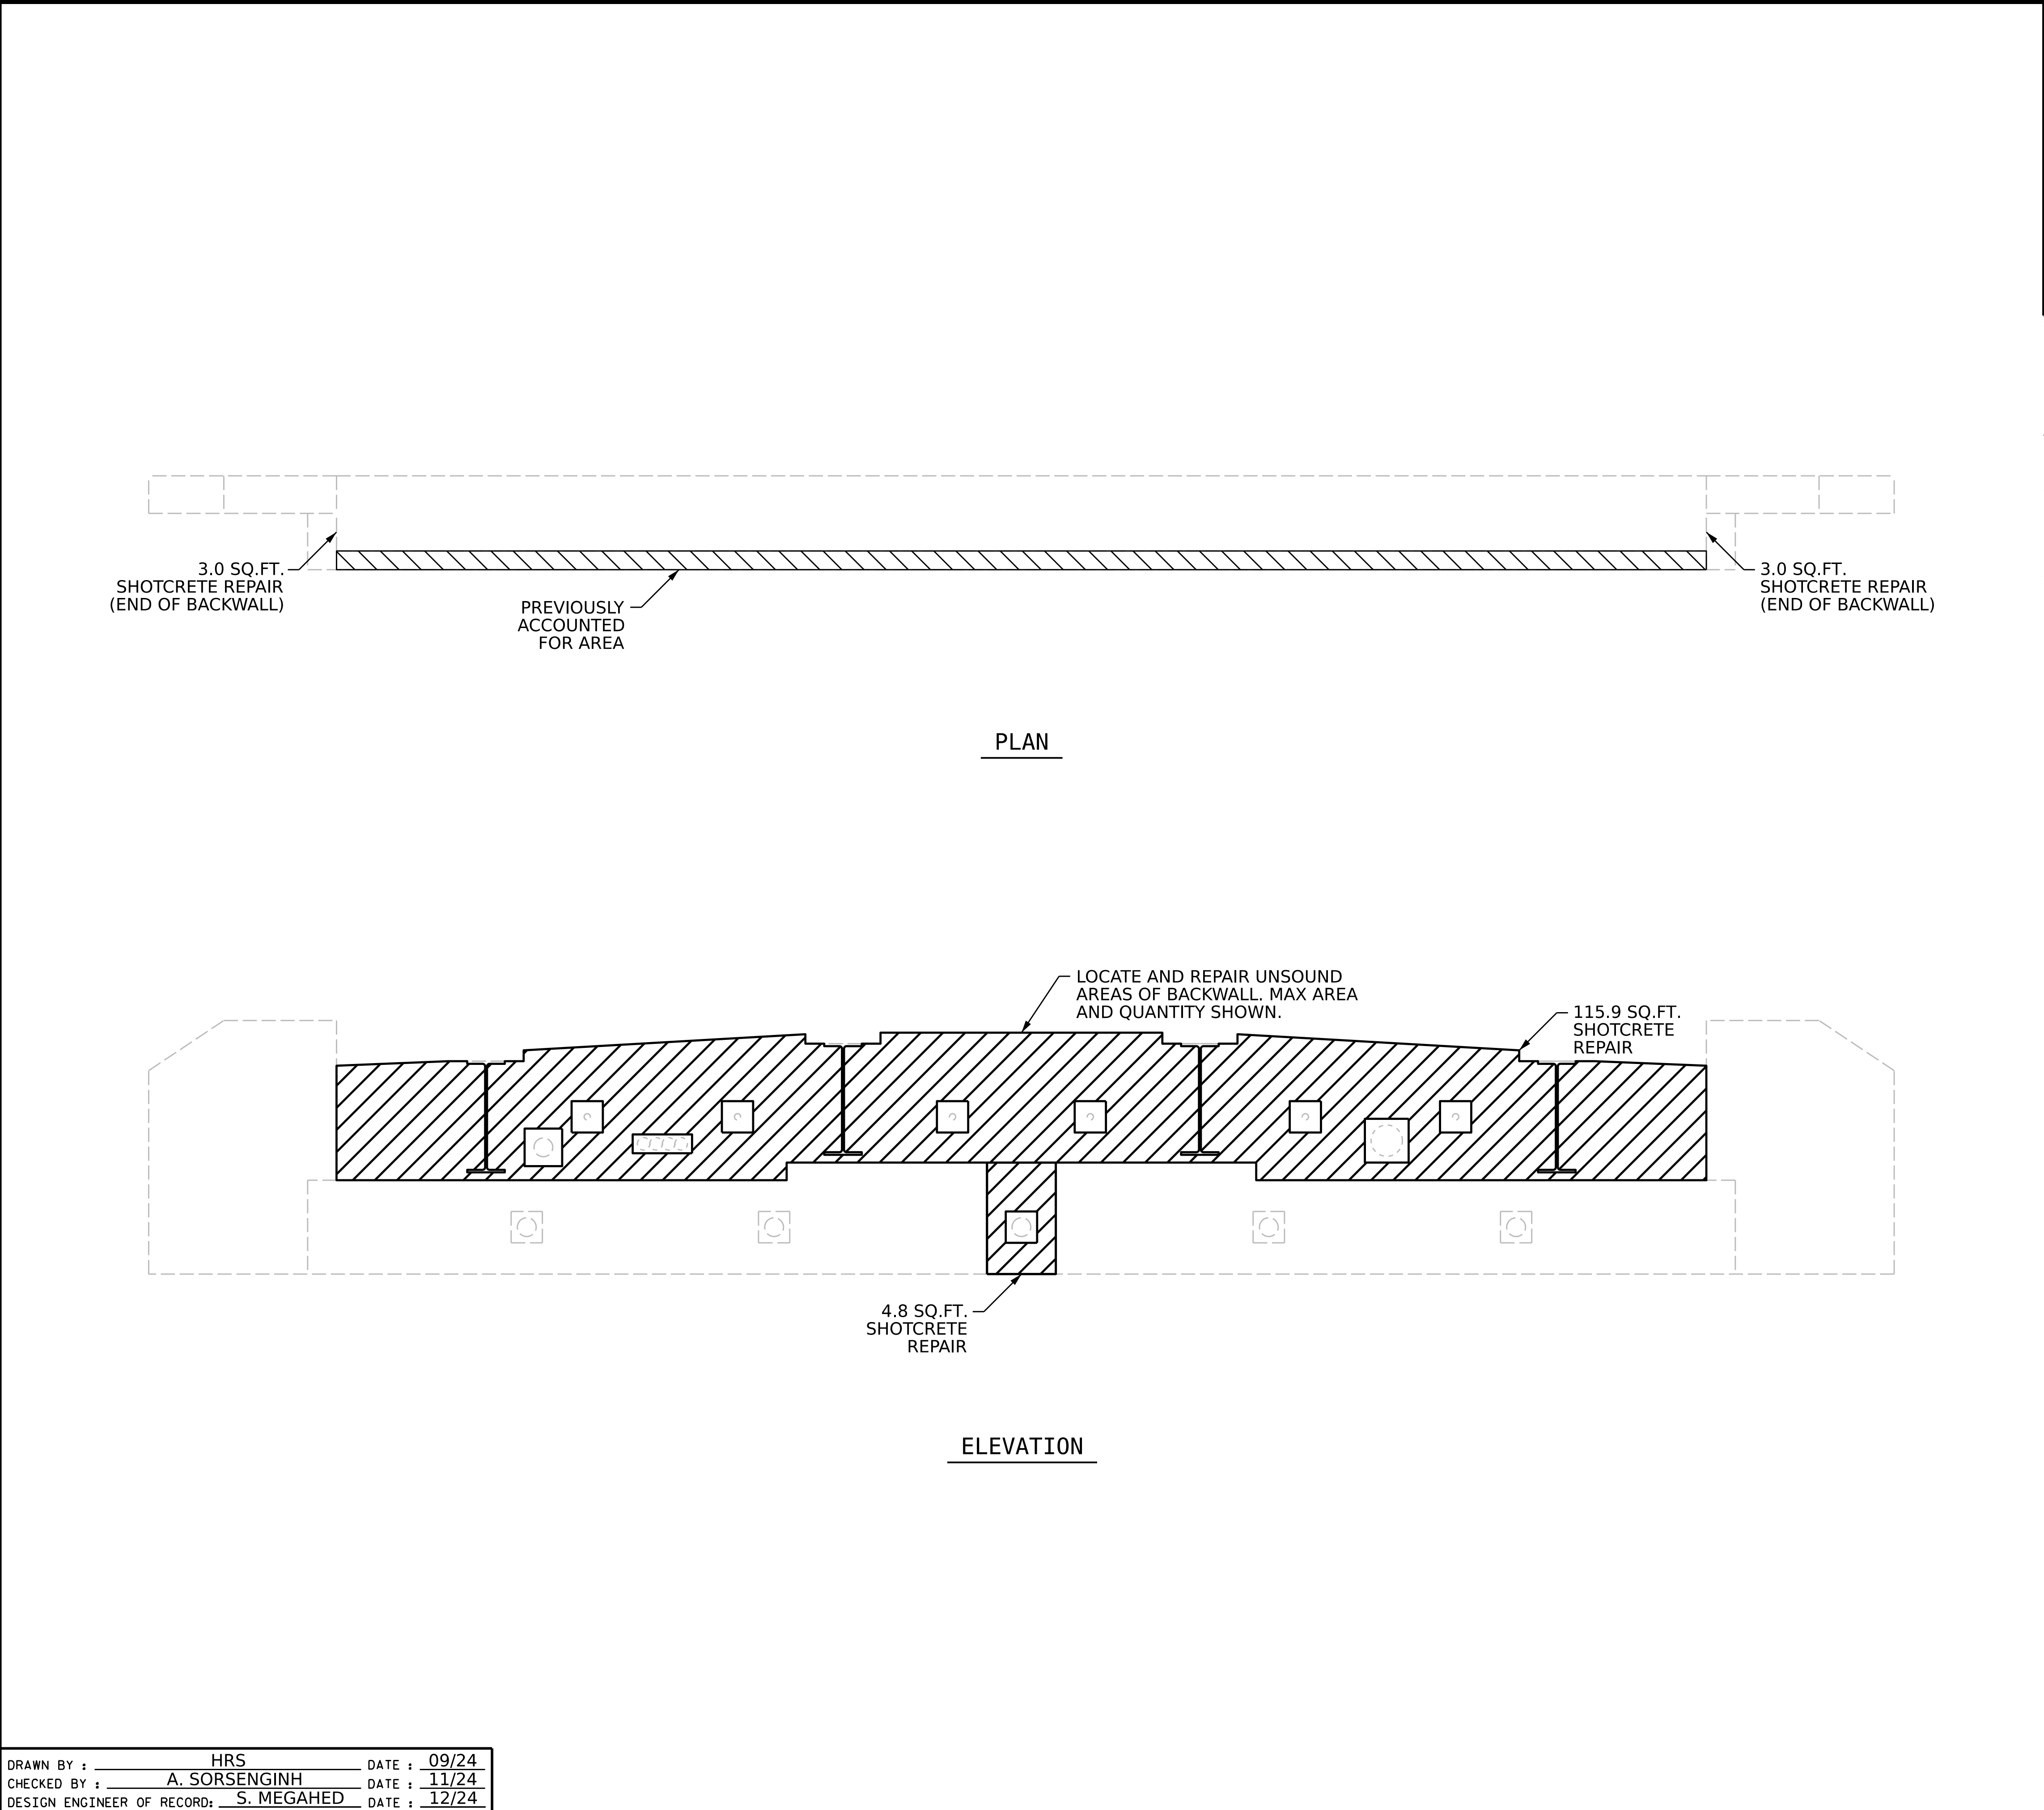 3.0 SQ.FT.
SHOTCRETE REPAIR
(END OF BACKWALL)
PREVIOUSLY
ACCOUNTED
FOR AREA
3.0 SQ.FT.
SHOTCRETE REPAIR
(END OF BACKWALL)
PLAN
LOCATE AND REPAIR UNSOUND
AREAS OF BACKWALL. MAX AREA
AND QUANTITY SHOWN.
115.9 SQ.FT.
SHOTCRETE
REPAIR
4.8 SQ.FT.
SHOTCRETE
REPAIR
ELEVATION
DRAWN BY : HRS DATE : 09/24
CHECKED BY : A. SORSENGINH DATE : 11/24
DESIGN ENGINEER OF RECORD: S. MEGAHED DATE : 12/24